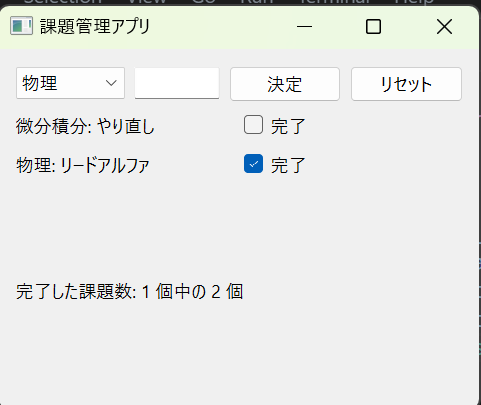 Selection View Go Run Terminal Help
課題管理アプリ
物理 決定 リセット
微分積分: やり直し 完了
物理: リードアルファ 完了
完了した課題数: 1 個中の 2 個